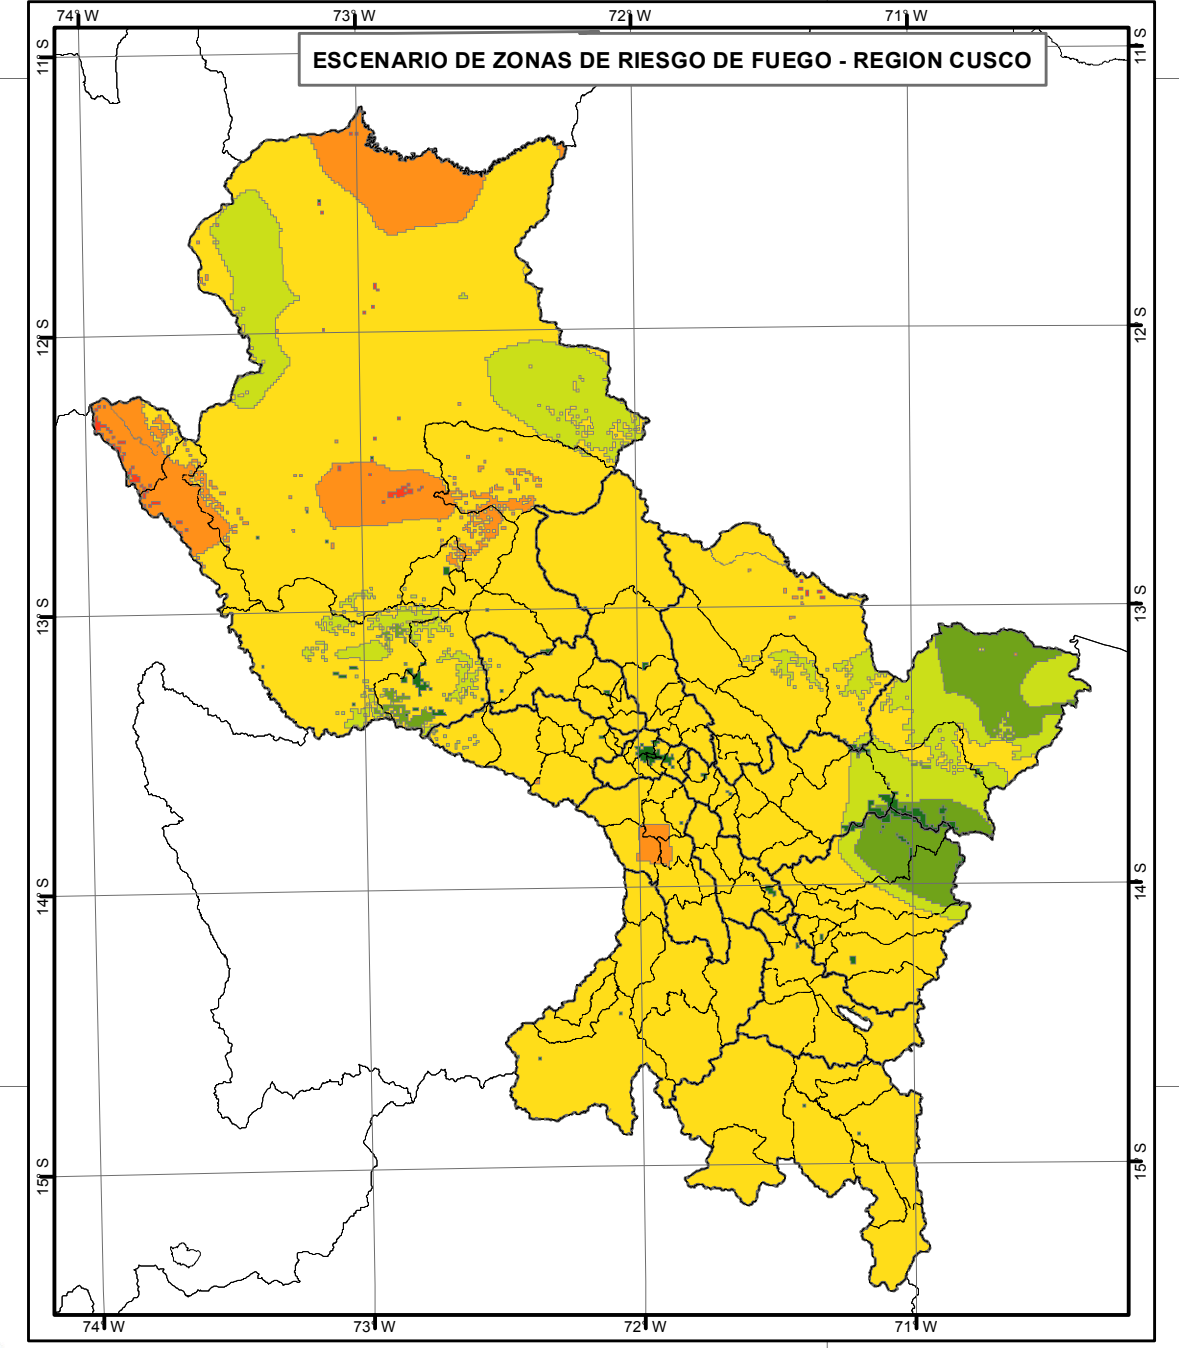 74° W
73° W
72° W
71° W
11° S
11° S
ESCENARIO DE ZONAS DE RIESGO DE FUEGO - REGION CUSCO
12° S
12° S
13° S
13° S
14° S
14° S
15° S
15° S
74° W
73° W
72° W
71° W